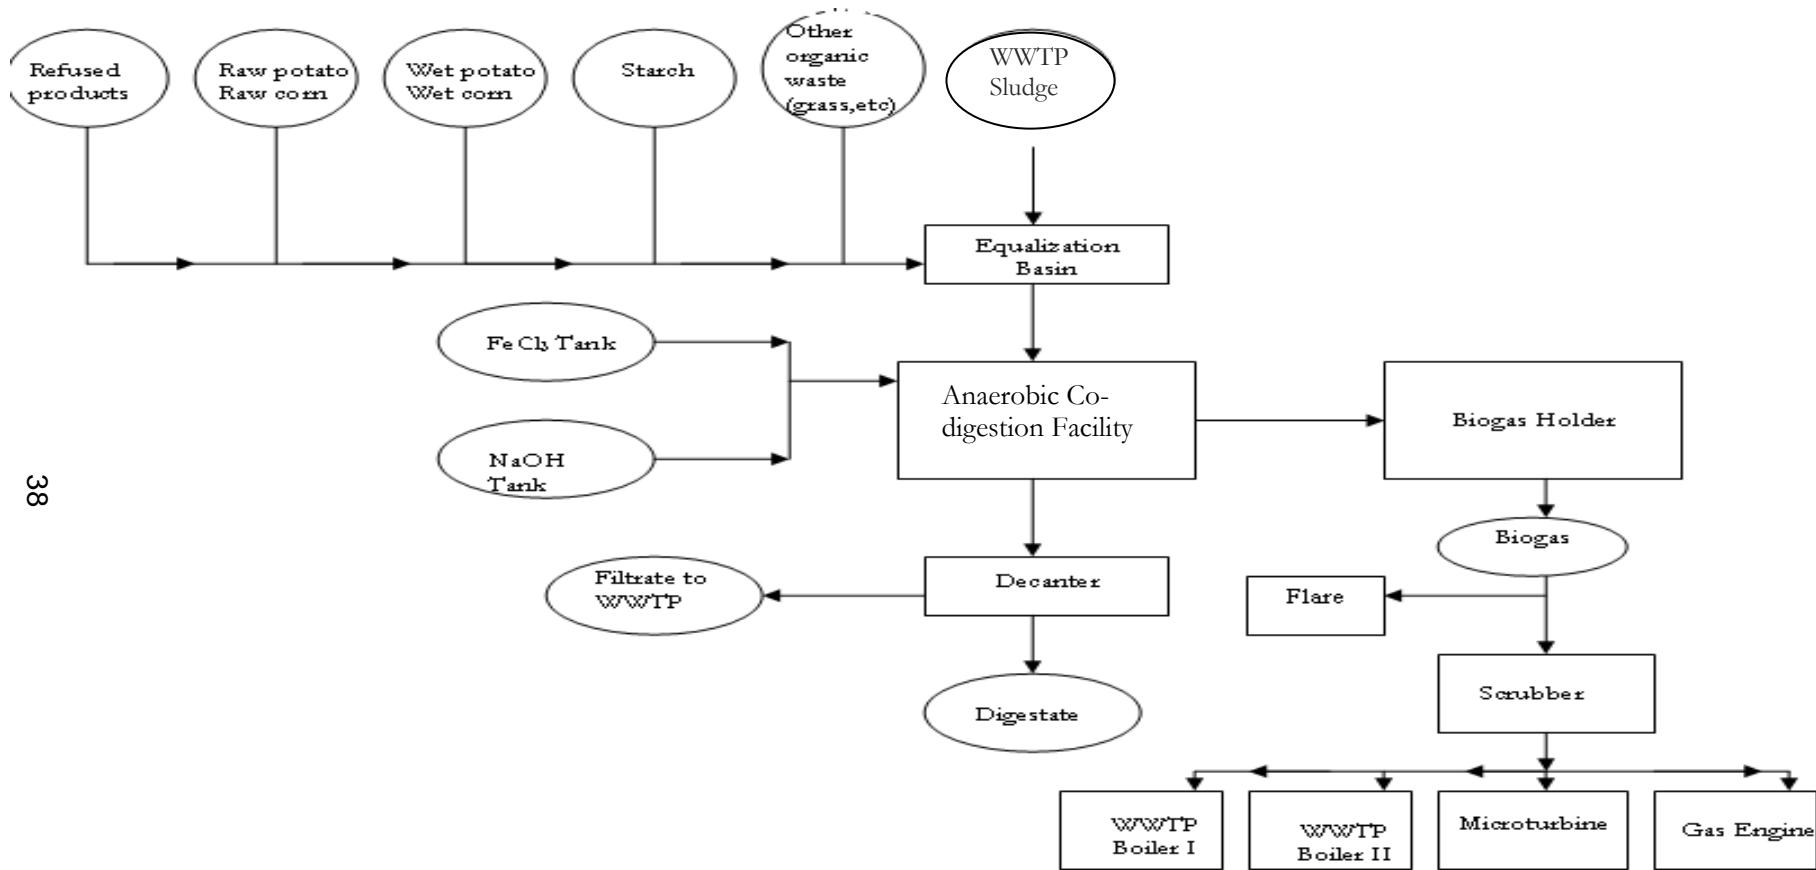 Refused
products
Raw potato
Raw corn
Wet potato
Wet corn
Starch
Other
organic
waste
(grass,etc)
WWTP
Sludge
Equalization
Basin
FeCl3 Tank
NaOH
Tank
Anaerobic Co-
digestion Facility
Biogas Holder
Biogas
Flare
Filtrate to
WWTP
Decanter
Digestate
Scrubber
WWTP
Boiler I
WWTP
Boiler II
Microturbine
Gas Engine
38